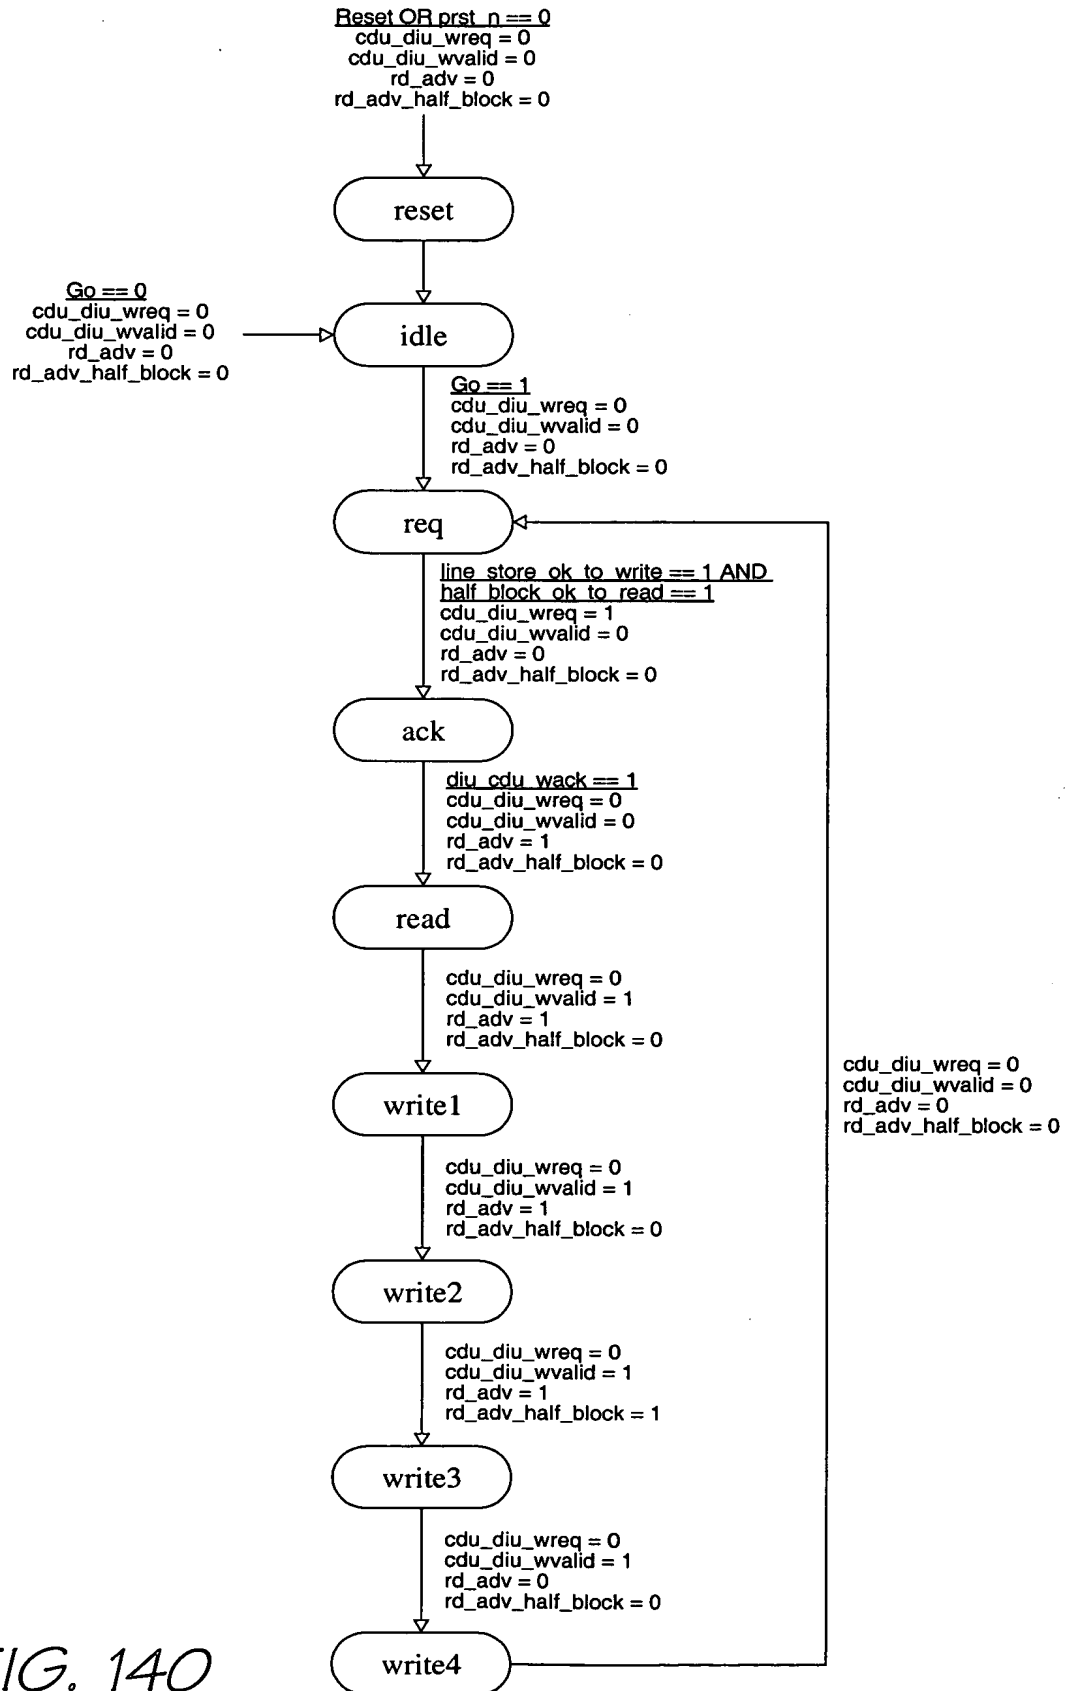 Reset OR prst_n == 0
cdu_diu_wreq = 0
cdu_diu_wvalid = 0
rd_adv = 0
rd_adv_half_block = 0
reset
Go == 0
cdu_diu_wreq = 0
cdu_diu_wvalid = 0
rd_adv = 0
rd_adv_half_block = 0
idle
Go == 1
cdu_diu_wreq = 0
cdu_diu_wvalid = 0
rd_adv = 0
rd_adv_half_block = 0
req
line_store_ok_to_write == 1 AND
half_block_ok_to_read == 1
cdu_diu_wreq = 1
cdu_diu_wvalid = 0
rd_adv = 0
rd_adv_half_block = 0
ack
diu_cdu_wack == 1
cdu_diu_wreq = 0
cdu_diu_wvalid = 0
rd_adv = 1
rd_adv_half_block = 0
read
cdu_diu_wreq = 0
cdu_diu_wvalid = 1
rd_adv = 1
rd_adv_half_block = 0
cdu_diu_wreq = 0
cdu_diu_wvalid = 0
rd_adv = 0
rd_adv_half_block = 0
write1
cdu_diu_wreq = 0
cdu_diu_wvalid = 1
rd_adv = 1
rd_adv_half_block = 0
write2
cdu_diu_wreq = 0
cdu_diu_wvalid = 1
rd_adv = 1
rd_adv_half_block = 1
write3
cdu_diu_wreq = 0
cdu_diu_wvalid = 1
rd_adv = 0
rd_adv_half_block = 0
write4
FIG. 140